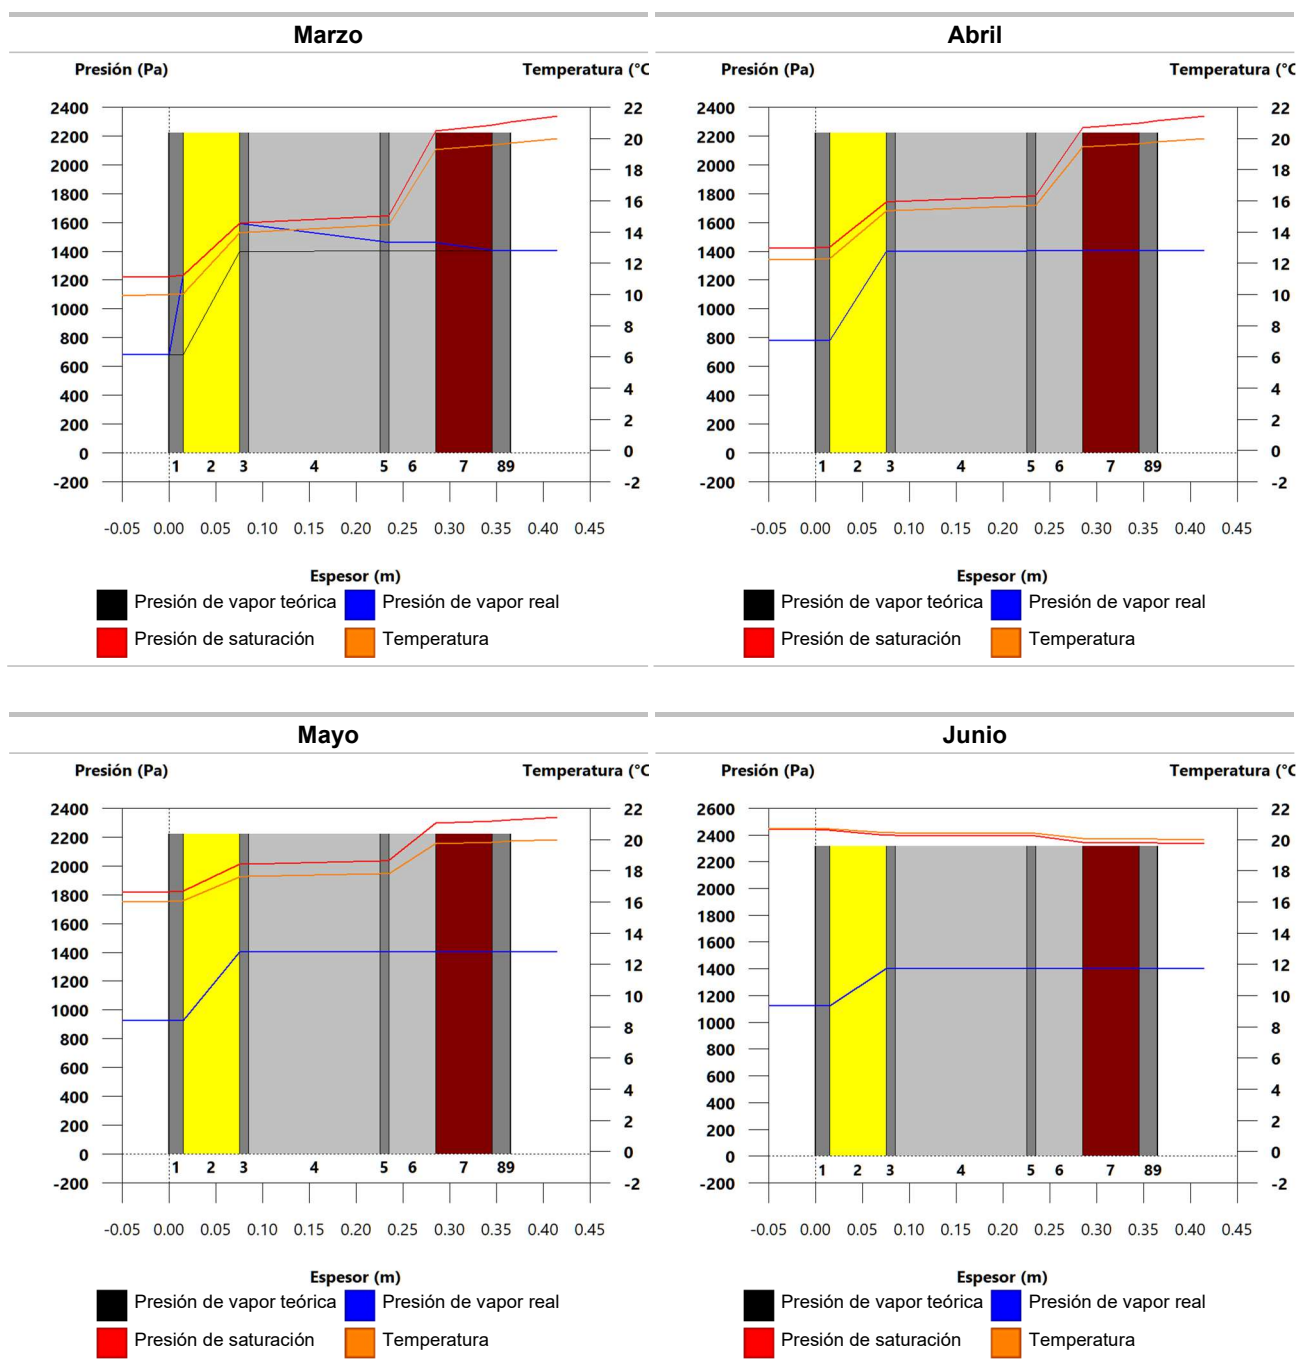 Marzo
Presión (Pa) Temperatura (°C
2400 22
2200 20
2000 18
1800 16
1600 14
1400 12
1200 10
1000 8
800 6
600 4
400 2
200 0
0 -2
-200
1 2 3 4 5 6 7 89
-0.05 0.00 0.05 0.10 0.15 0.20 0.25 0.30 0.35 0.40 0.45
Espesor (m)
Presión de vapor teórica Presión de vapor real
Presión de saturación Temperatura
Abril
Presión (Pa) Temperatura (°C
2400 22
2200 20
2000 18
1800 16
1600 14
1400 12
1200 10
1000 8
800 6
600 4
400 2
200 0
0 -2
-200
1 2 3 4 5 6 7 89
-0.05 0.00 0.05 0.10 0.15 0.20 0.25 0.30 0.35 0.40 0.45
Espesor (m)
Presión de vapor teórica Presión de vapor real
Presión de saturación Temperatura
Mayo
Presión (Pa) Temperatura (°C
2400 22
2200 20
2000 18
1800 16
1600 14
1400 12
1200 10
1000 8
800 6
600 4
400 2
200 0
0 -2
-200
1 2 3 4 5 6 7 89
-0.05 0.00 0.05 0.10 0.15 0.20 0.25 0.30 0.35 0.40 0.45
Espesor (m)
Presión de vapor teórica Presión de vapor real
Presión de saturación Temperatura
Junio
Presión (Pa) Temperatura (°C
2600 22
2400 20
2200 18
2000 16
1800 14
1600 12
1400 10
1200 8
1000 6
800 4
600 2
400 0
200 -2
0
-200
1 2 3 4 5 6 7 89
-0.05 0.00 0.05 0.10 0.15 0.20 0.25 0.30 0.35 0.40 0.45
Espesor (m)
Presión de vapor teórica Presión de vapor real
Presión de saturación Temperatura